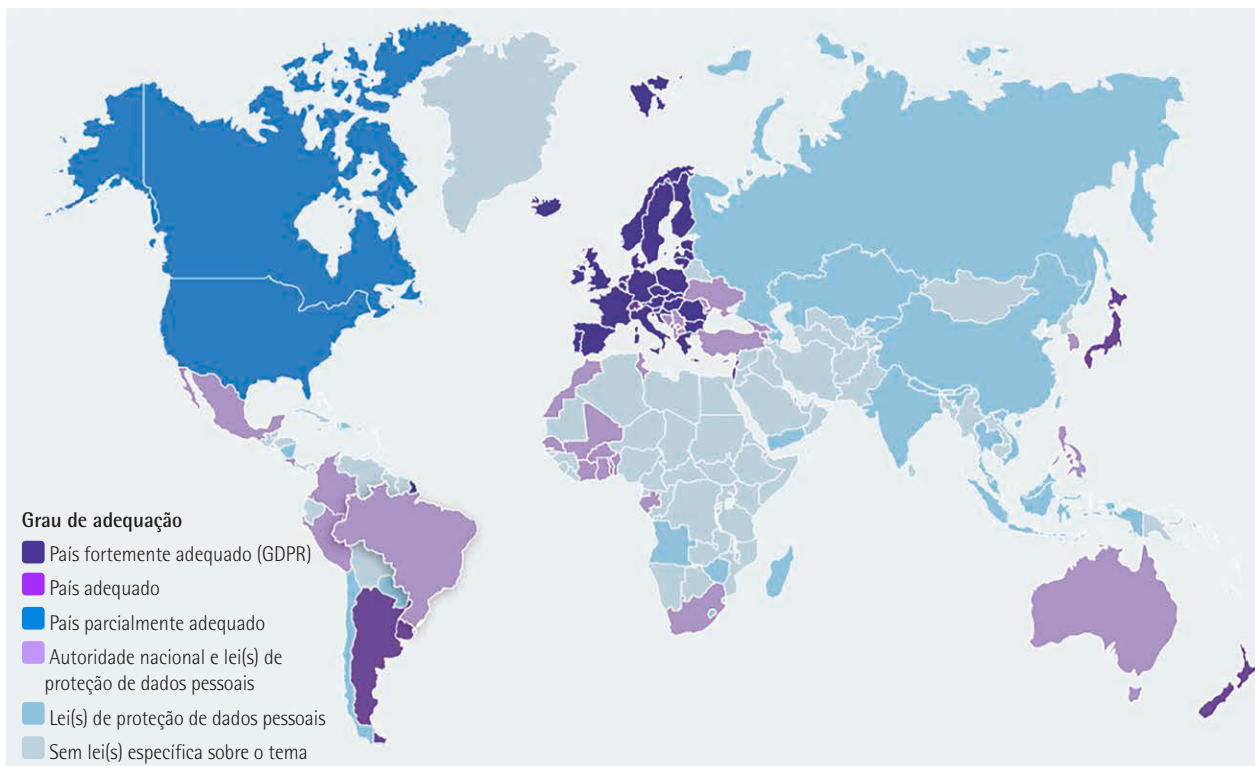 Grau de adequação
País fortemente adequado (GDPR)
País adequado
País parcialmente adequado
Autoridade nacional e lei(s) de
proteção de dados pessoais
Lei(s) de proteção de dados pessoais
Sem lei(s) específica sobre o tema